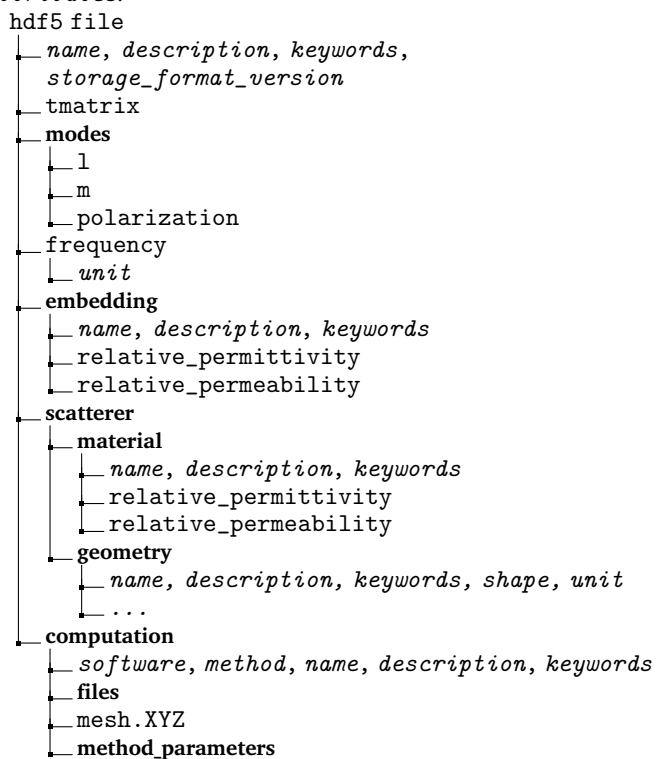 hdf5 file
name, description, keywords,
storage_format_version
tmatrix
modes
l
m
polarization
frequency
unit
embedding
name, description, keywords
relative_permittivity
relative_permeability
scatterer
material
name, description, keywords
relative_permittivity
relative_permeability
geometry
name, description, keywords, shape, unit
...
computation
software, method, name, description, keywords
files
mesh.XYZ
method_parameters